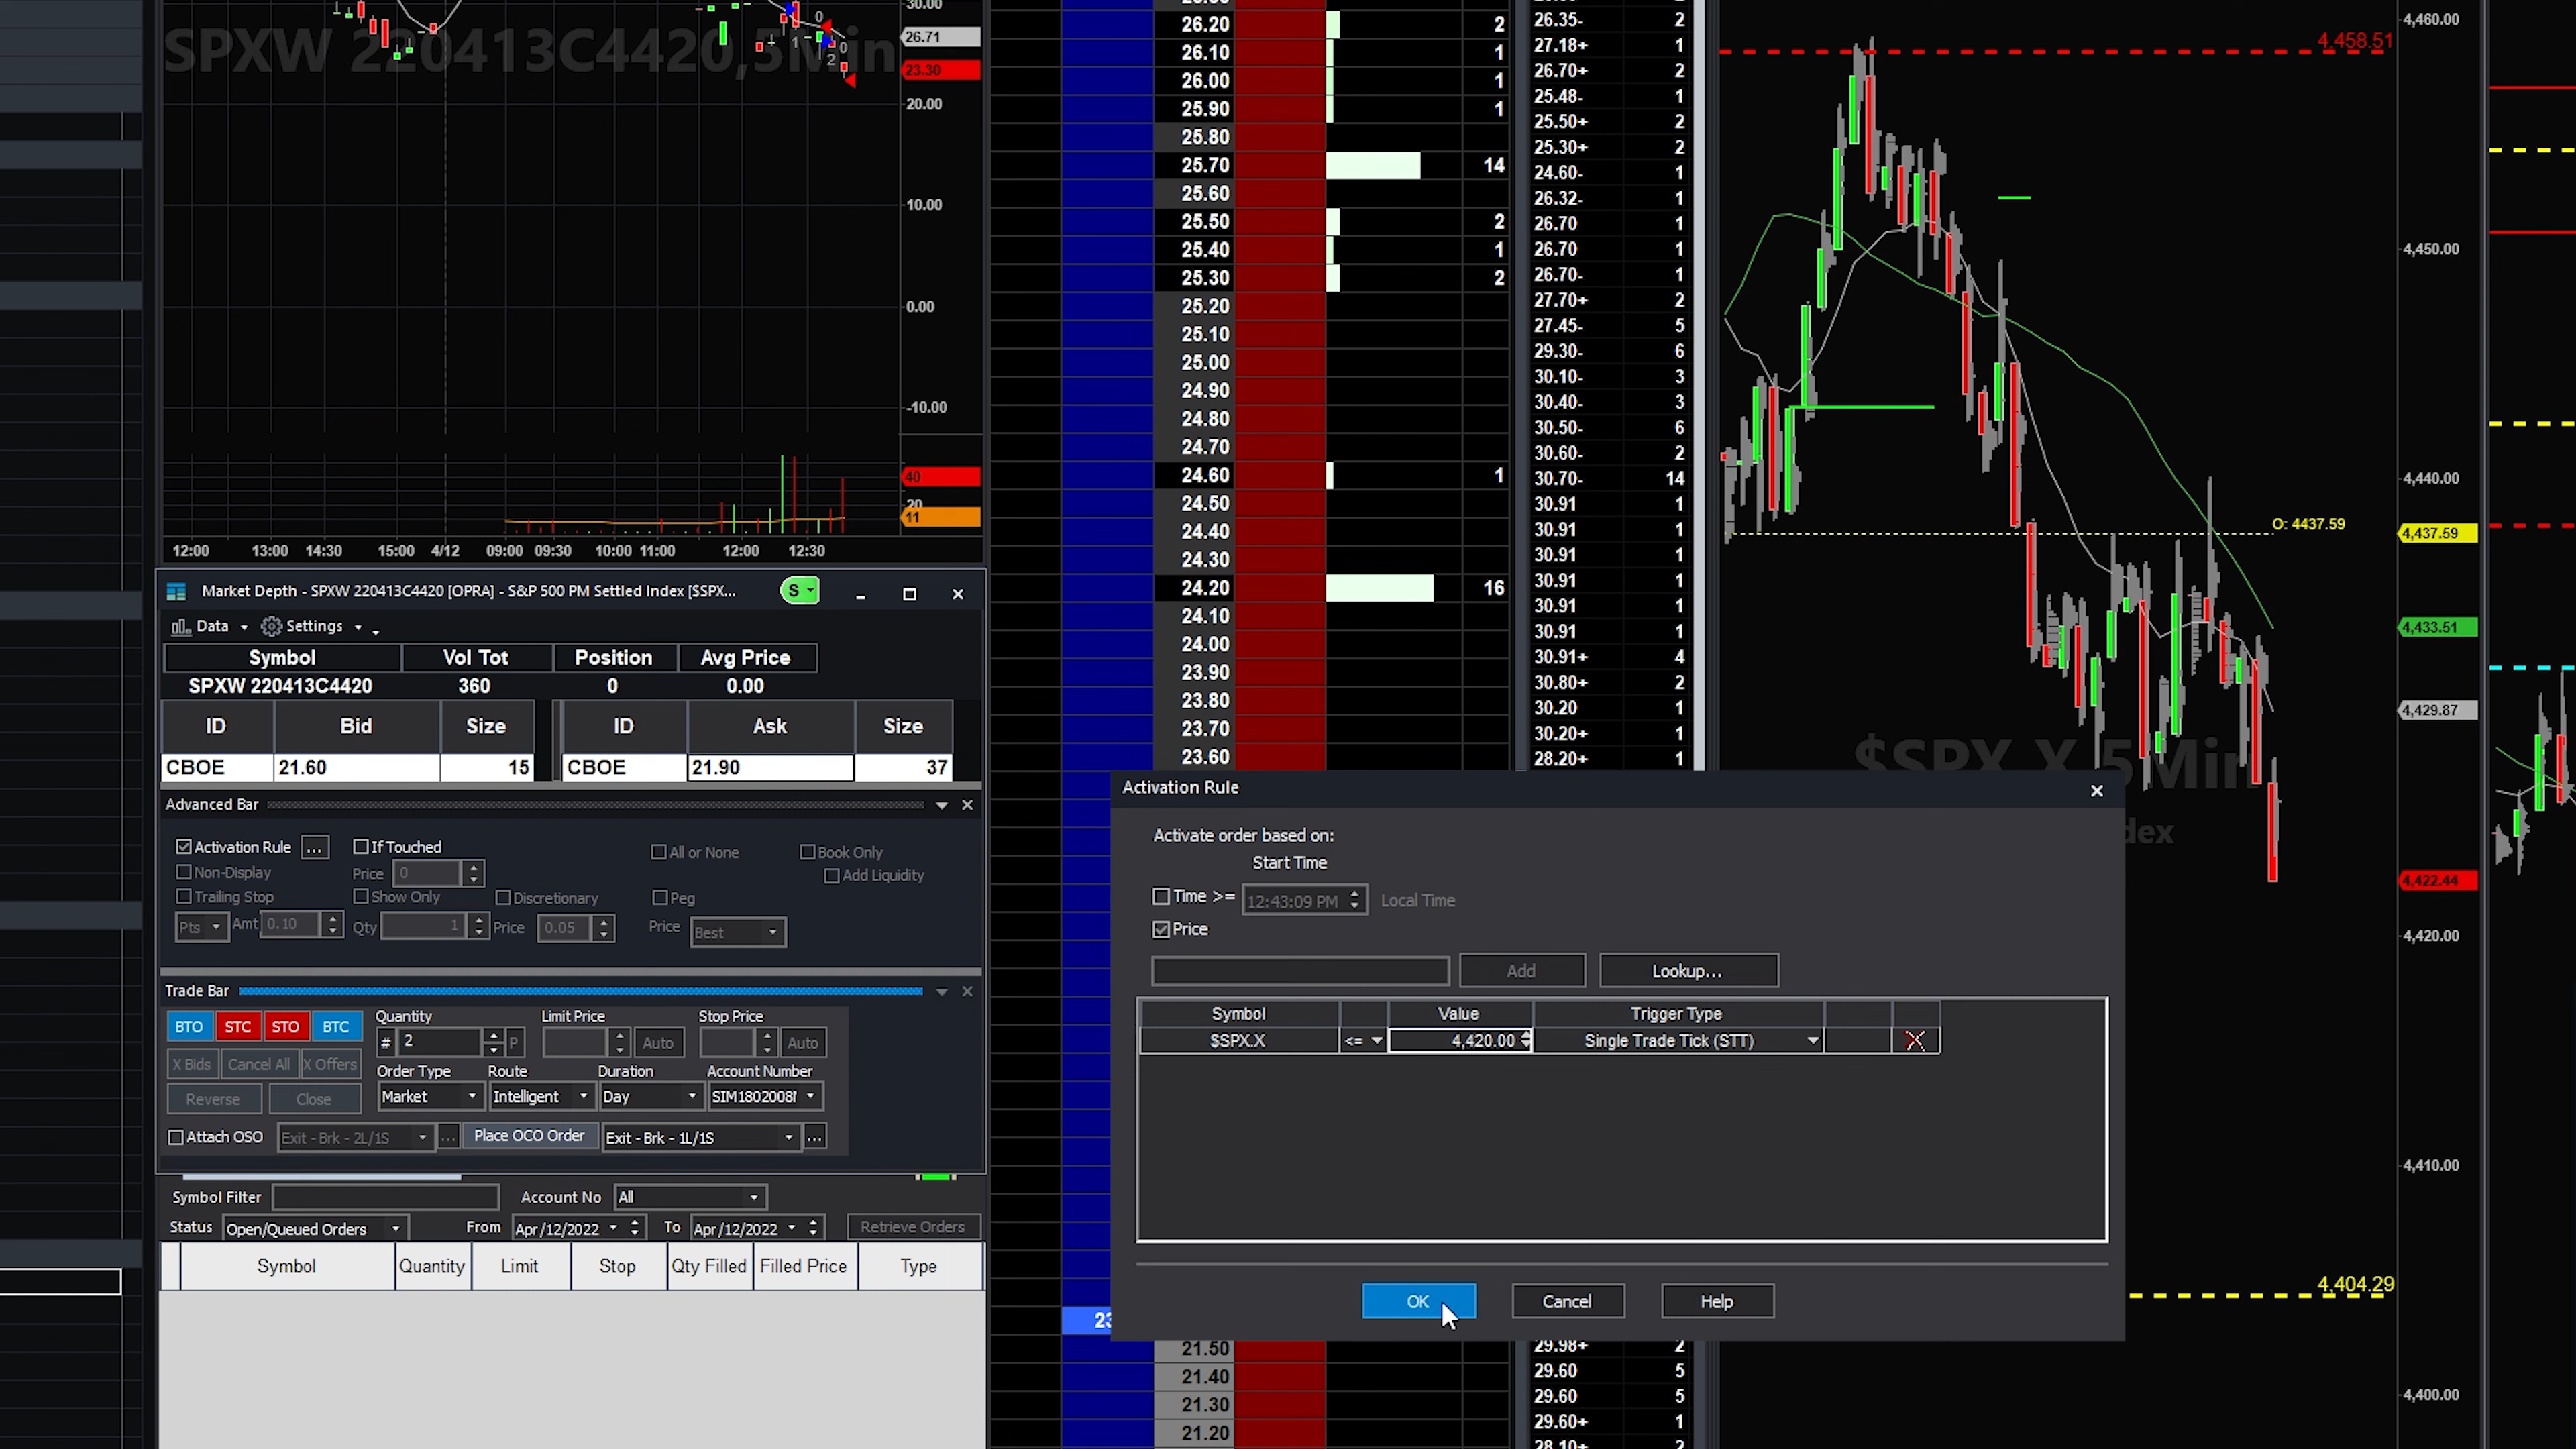 SPXW 220413C4420,5Min
30.00
26.71
23.30
20.00
10.00
0.00
-10.00
40
20
11
12:00 13:00 14:30 15:00 4/12 09:00 09:30 10:00 11:00 12:00 12:30
0
1
0
2
Market Depth - SPXW 220413C4420 [OPRA] - S&P 500 PM Settled Index [$SPX...
S
Data Settings
Symbol Vol Tot Position Avg Price
SPXW 220413C4420 360 0 0.00
ID Bid Size ID Ask Size
CBOE 21.60 15 CBOE 21.90 37
Advanced Bar
Activation Rule ... If Touched All or None Book Only
Non-Display Price 0 Add Liquidity
Trailing Stop Show Only Discretionary Peg
Pts Amt 0.10 Qty 1 Price 0.05 Price Best
Trade Bar
BTO STC STO BTC Quantity Limit Price Stop Price
# 2 P Auto Auto
X Bids Cancel All X Offers Order Type Route Duration Account Number
Reverse Close Market Intelligent Day SIM1802008
Attach OSO Exit - Brk - 2L/1S ... Place OCO Order Exit - Brk - 1L/1S ...
Symbol Filter Account No All
Status Open/Queued Orders From Apr/12/2022 To Apr/12/2022 Retrieve Orders
Symbol Quantity Limit Stop Qty Filled Filled Price Type
26.20 2
26.10 1
26.00 1
25.90 1
25.80
25.70 14
25.60
25.50 2
25.40 1
25.30 2
25.20
25.10
25.00
24.90
24.80
24.70
24.60 1
24.50
24.40
24.30
24.20 16
24.10
24.00
23.90
23.80
23.70
23.60
23
21.50
21.40
21.30
21.20
26.35- 2
27.18+ 1
26.70+ 2
25.48- 1
25.50+ 2
25.30+ 2
24.60- 1
26.32- 1
26.70 1
26.70 1
26.70- 1
27.70+ 2
27.45- 5
29.30- 6
30.10- 3
30.40- 3
30.50- 6
30.60- 2
30.70- 14
30.91 1
30.91 1
30.91 1
30.91 1
30.91 1
30.91 1
30.91+ 4
30.80+ 2
30.20 1
30.20+ 1
28.20+ 1
29.98+ 2
29.60 5
29.60 5
29.60+ 1
28.10+ 2
Activation Rule
Activate order based on:
Start Time
Time >= 12:43:09 PM Local Time
Price
Add Lookup...
Symbol Value Trigger Type
$SPX.X <= 4,420.00 Single Trade Tick (STT)
OK Cancel Help
$SPX.X,5 Min
dex
4,458.51
O: 4437.59
4,404.29
4,460.00
4,450.00
4,440.00
4,437.59
4,433.51
4,429.87
4,422.44
4,420.00
4,410.00
4,400.00